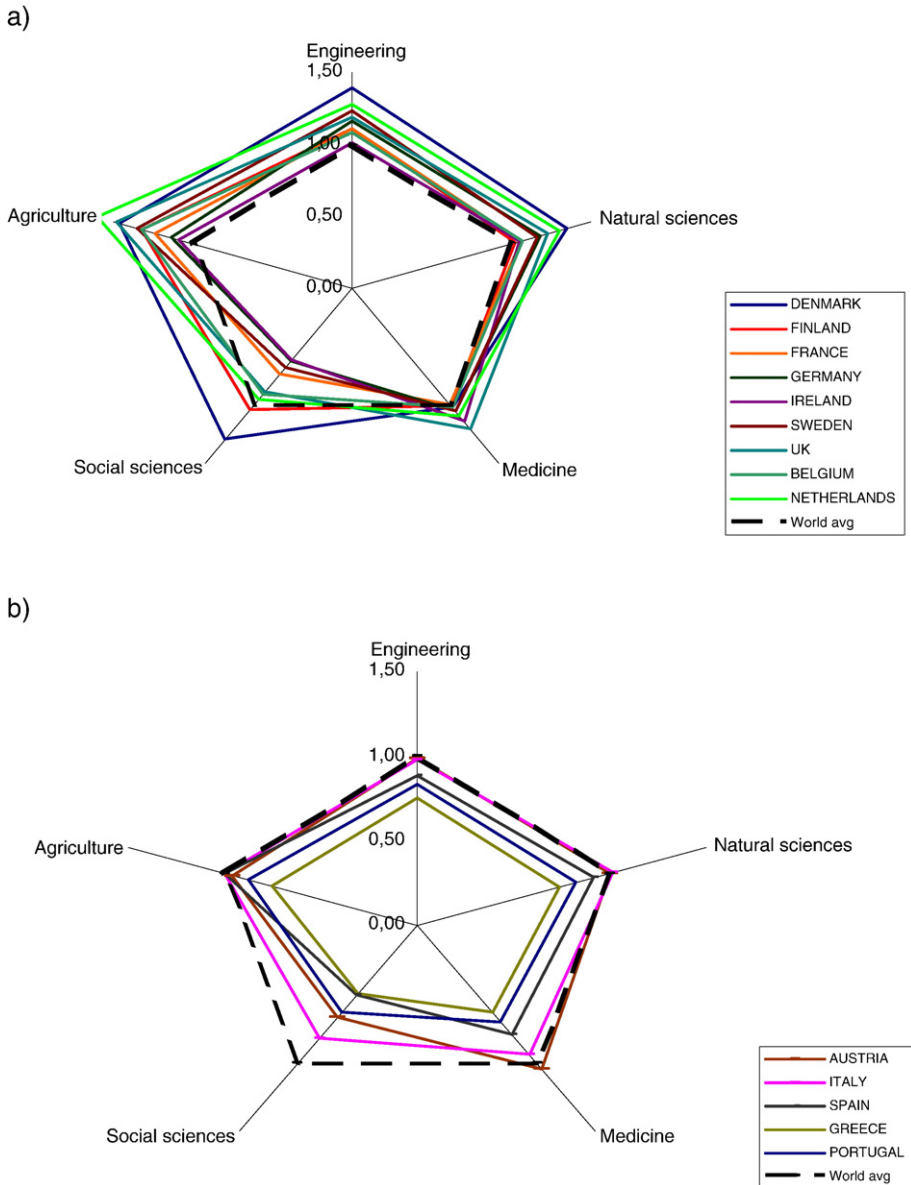 a)
Engineering
1,50
1,00
0,50
0,00
Agriculture
Natural sciences
Social sciences
Medicine
DENMARK
FINLAND
FRANCE
GERMANY
IRELAND
SWEDEN
UK
BELGIUM
NETHERLANDS
World avg
b)
Engineering
1,50
1,00
0,50
0,00
Agriculture
Natural sciences
Social sciences
Medicine
AUSTRIA
ITALY
SPAIN
GREECE
PORTUGAL
World avg